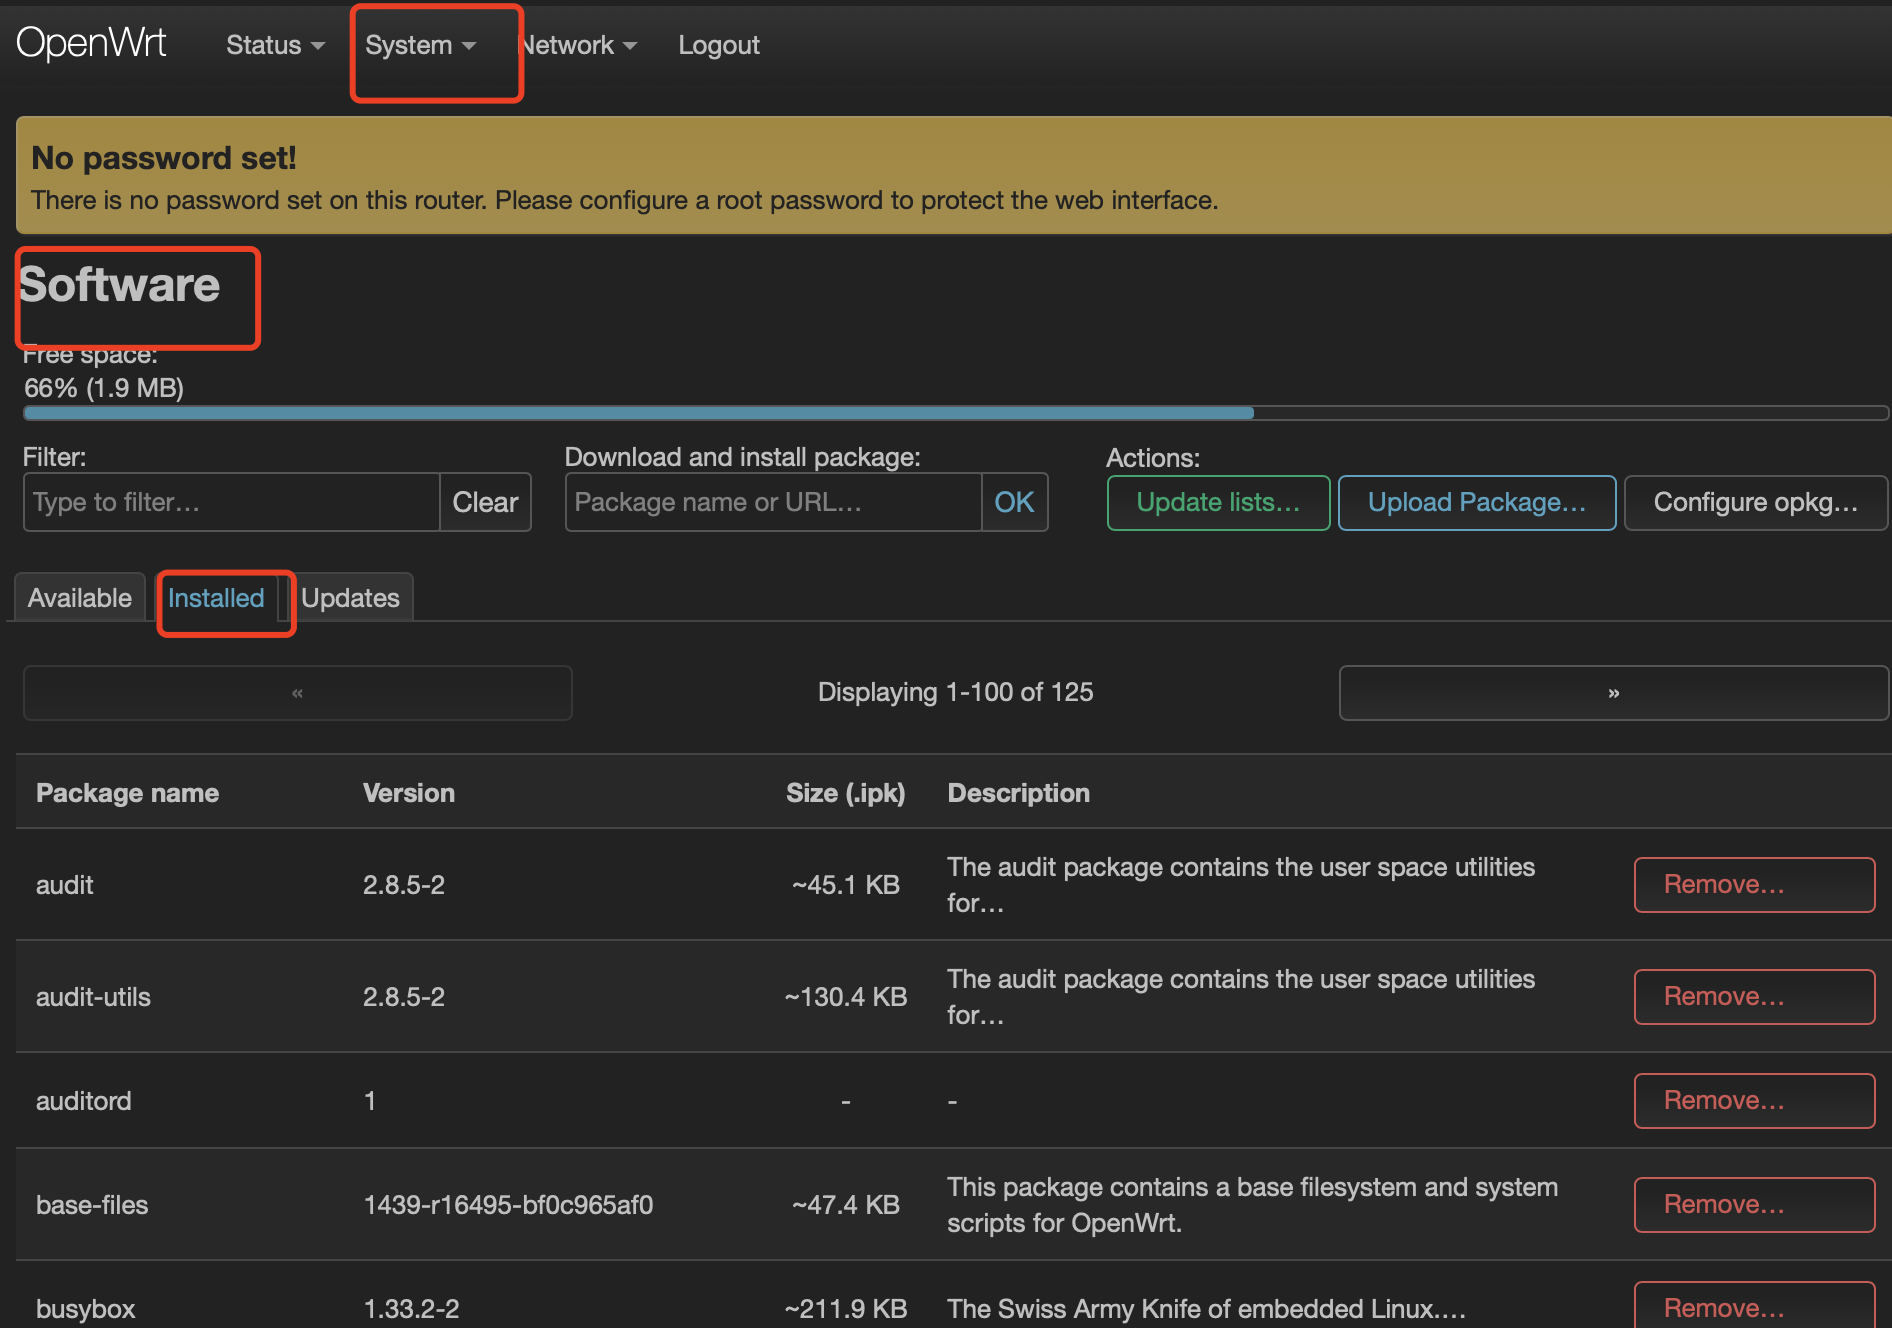 OpenWrt Status System Network Logout
No password set!
There is no password set on this router. Please configure a root password to protect the web interface.
Software
Free space:
66% (1.9 MB)
Filter: Download and install package: Actions:
Type to filter… Clear Package name or URL… OK Update lists… Upload Package… Configure opkg…
Available Installed Updates
« Displaying 1-100 of 125 »
Package name Version Size (.ipk) Description
audit 2.8.5-2 ~45.1 KB The audit package contains the user space utilities
for… Remove…
audit-utils 2.8.5-2 ~130.4 KB The audit package contains the user space utilities
for… Remove…
auditord 1 - - Remove…
base-files 1439-r16495-bf0c965af0 ~47.4 KB This package contains a base filesystem and system
scripts for OpenWrt. Remove…
busybox 1.33.2-2 ~211.9 KB The Swiss Army Knife of embedded Linux.… Remove…